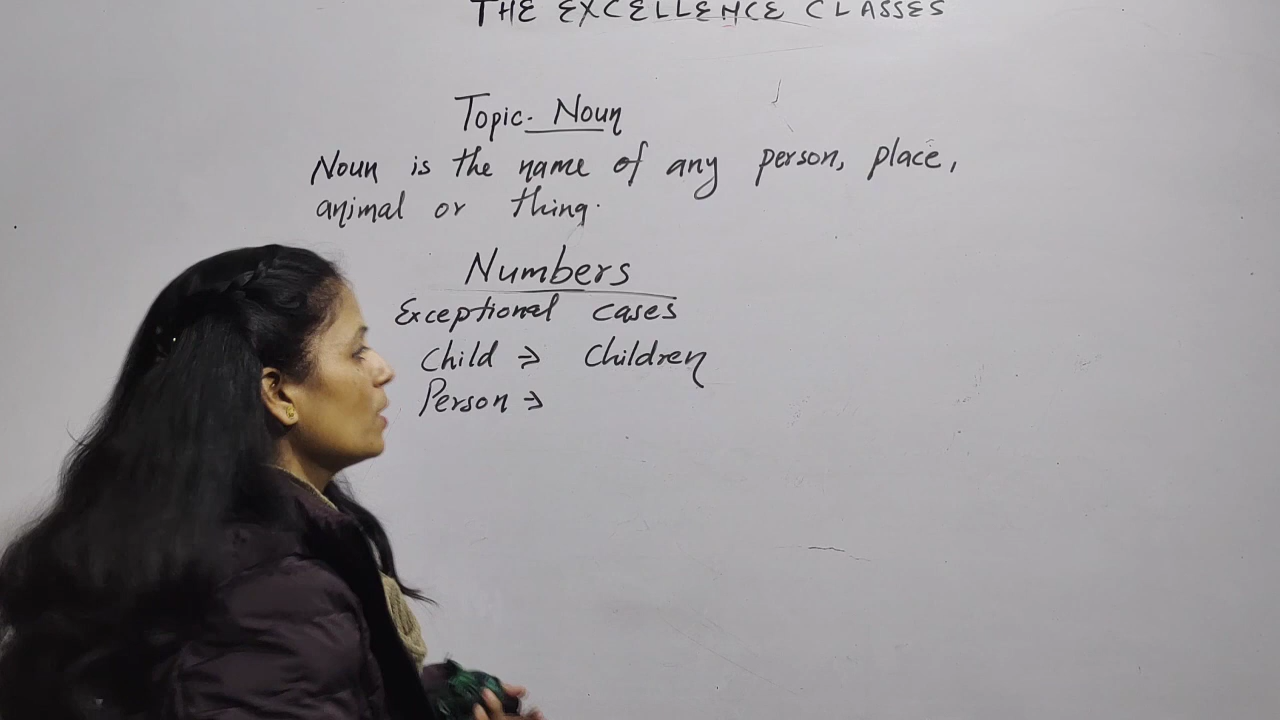 THE EXCELLENCE CLASSES
Topic. Noun
Noun is the name of any person, place,
animal or thing.
Numbers
Exceptional cases
Child → Children
Person →